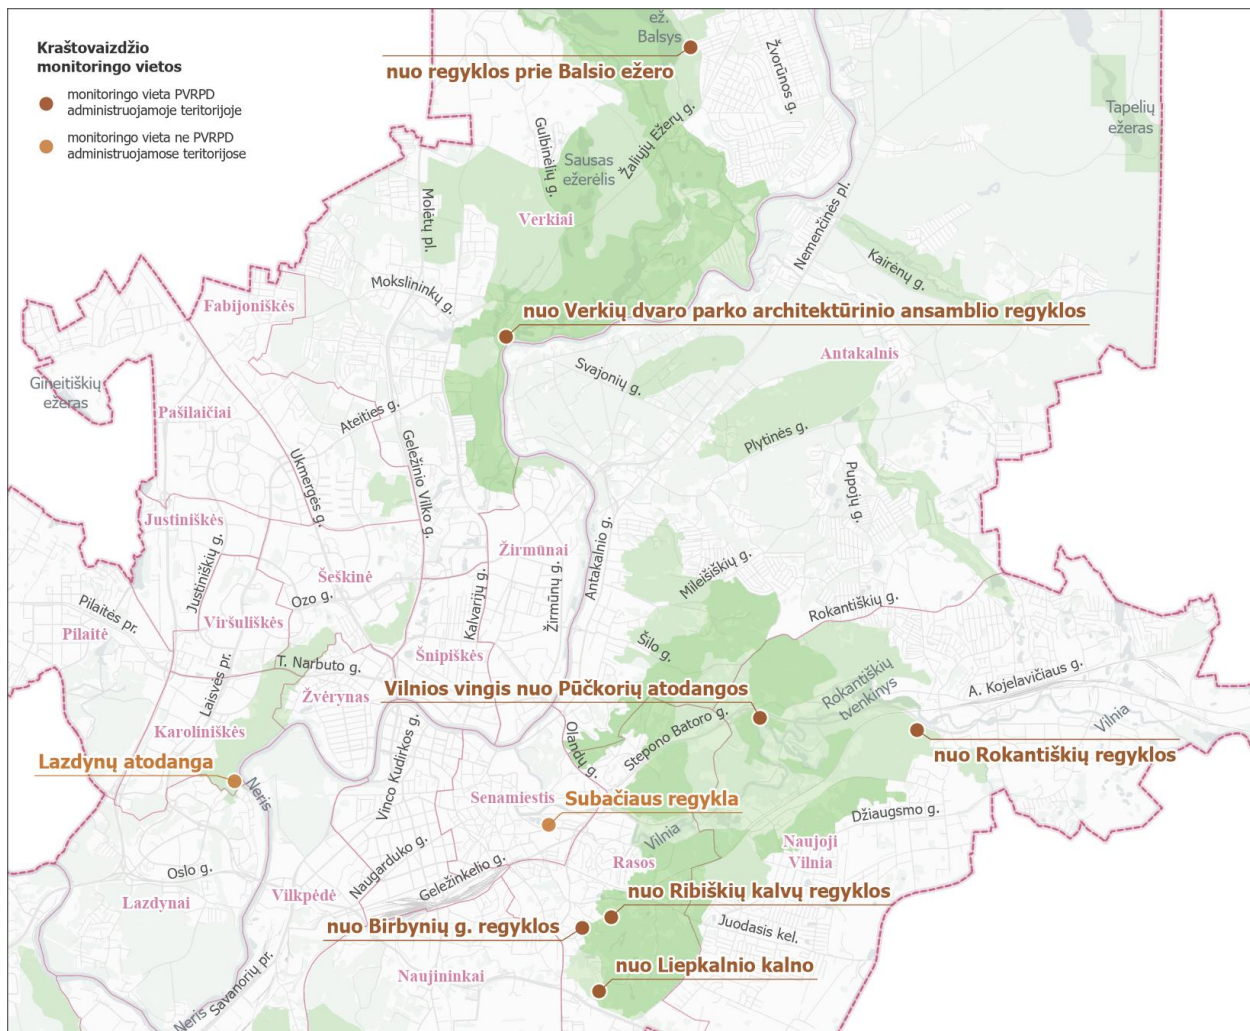 Kraštovaizdžio
monitoringo vietos
monitoringo vieta PVRPD
administruojamoje teritorijoje
monitoringo vieta ne PVRPD
administruojamose teritorijose
ež.
Balsys
nuo regyklos prie Balsio ežero
Žvorūnos g.
Tapelių
ežeras
Gulbinėlių g.
Žaliųjų Ežerų g.
Sausas
ežerėlis
Molėtų pl.
Verkiai
Nemenčinės pl.
Kairėnų g.
Mokslininkų g.
Fabijoniškės
nuo Verkių dvaro parko architektūrinio ansamblio regyklos
Antakalnis
Svajonių g.
Gineitiškių
ežeras
Pašilaičiai
Ateities g.
Plytinės g.
Ukmergės g.
Geležinio Vilko g.
Pupojų g.
Justiniškės
Justiniškių g.
Žirmūnai
Antakalnio g.
Šeškinė
Ozo g.
Kalvarijų g.
Žirmūnų g.
Mileišiškių g.
Rokantiškių g.
Pilaitės pr.
Pilaitė
Viršuliškės
Šilo g.
Šnipiškės
T. Narbuto g.
Laisvės pr.
Žvėrynas
Vilnios vingis nuo Pūčkorių atodangos
Rokantiškių
tvenkinys
A. Kojelavičiaus g.
Vilnia
Karoliniškės
Olandų g.
Stepono Batoro g.
nuo Rokantiškių regyklos
Lazdynų atodanga
Neris
Vinco Kudirkos g.
Senamiestis
Subačiaus regykla
Džiaugsmo g.
Vilnia
Naujoji
Vilnia
Rasos
Oslo g.
Naugarduko g.
Geležinkelio g.
Lazdynai
Vilkpėdė
nuo Ribiškių kalvų regyklos
nuo Birbynių g. regyklos
Juodasis kel.
Naujininkai
nuo Liepkalnio kalno
Savanorių pr.
Neris